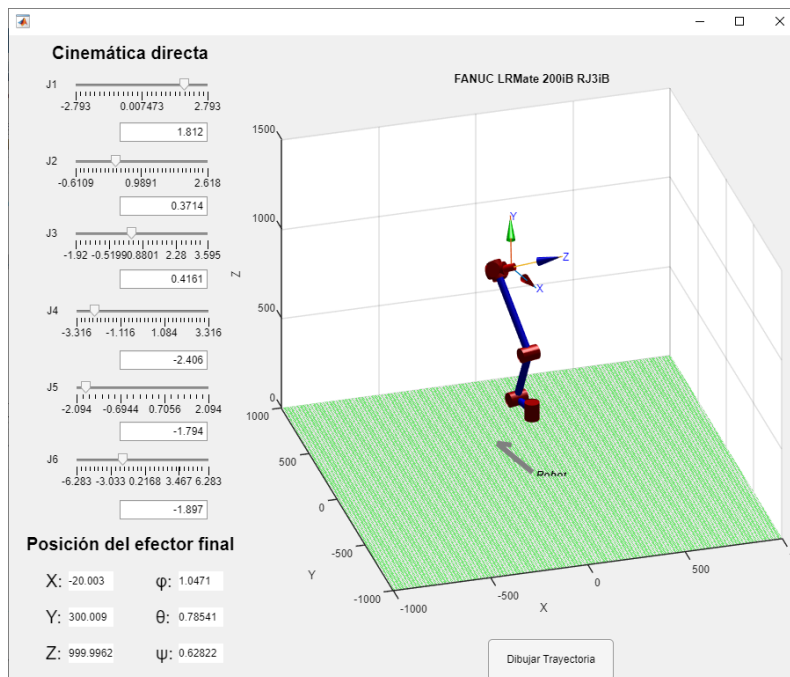 Cinemática directa
J1
-2.793 0.007473 2.793
1.812
J2
-0.6109 0.9891 2.618
0.3714
J3
-1.92 -0.5199 0.8801 2.28 3.595
0.4161
J4
-3.316 -1.116 1.084 3.316
-2.406
J5
-2.094 -0.6944 0.7056 2.094
-1.794
J6
-6.283 -3.033 0.2168 3.467 6.283
-1.897
Posición del efector final
X: -20.003 φ: 1.0471
Y: 300.009 θ: 0.78541
Z: 999.9962 ψ: 0.62822
FANUC LRMate 200iB RJ3iB
1500
1000
500
0
Z
1000
500
0
-500
-1000
Y
-1000
-500
0
500
X
Y
Z
X
Robot
Dibujar Trayectoria